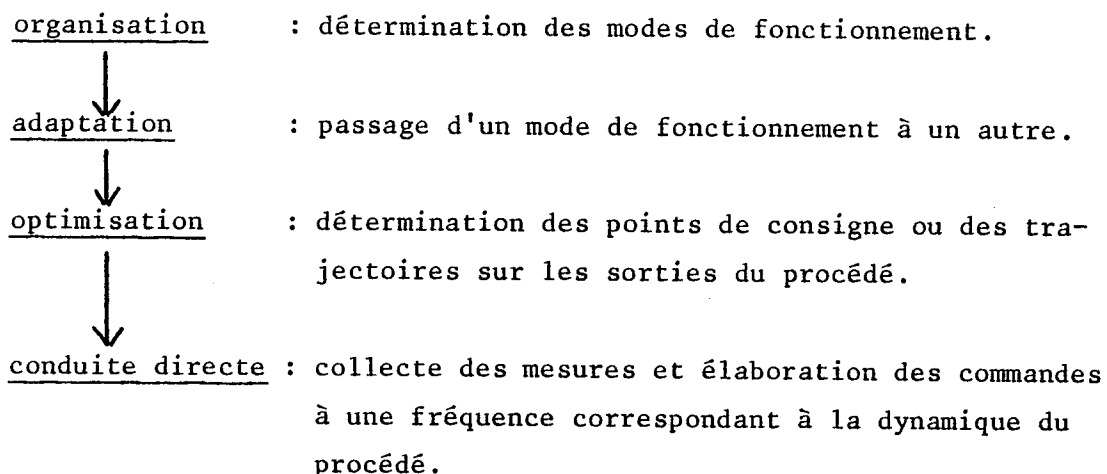 organisation : détermination des modes de fonctionnement.
adaptation : passage d'un mode de fonctionnement à un autre.
optimisation : détermination des points de consigne ou des tra-
jectoires sur les sorties du procédé.
conduite directe : collecte des mesures et élaboration des commandes
à une fréquence correspondant à la dynamique du
procédé.